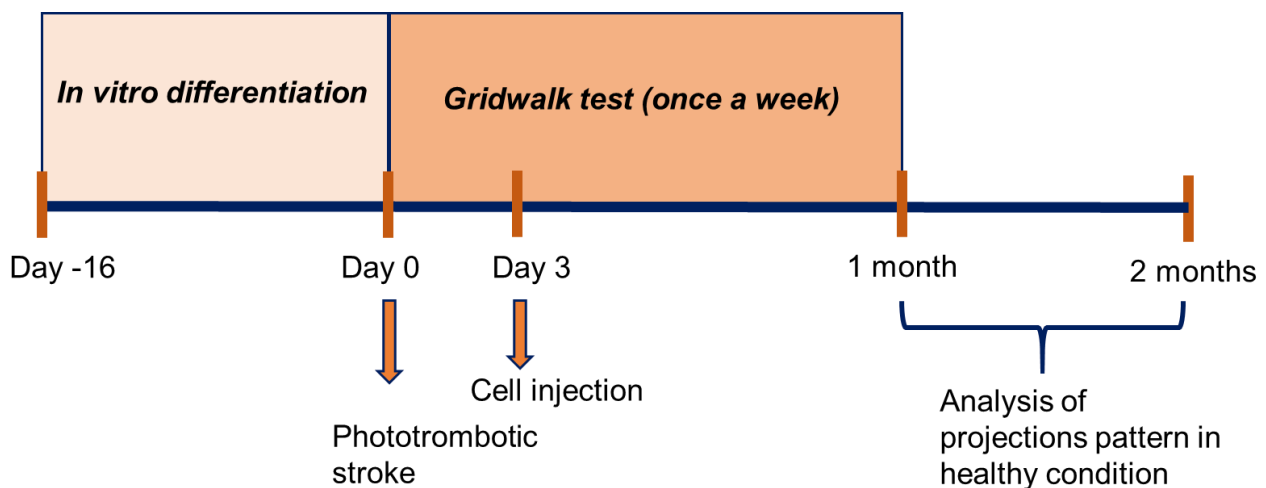 In vitro differentiation
Gridwalk test (once a week)
Day -16
Day 0
Day 3
1 month
2 months
Cell injection
Phototrombotic
stroke
Analysis of
projections pattern in
healthy condition